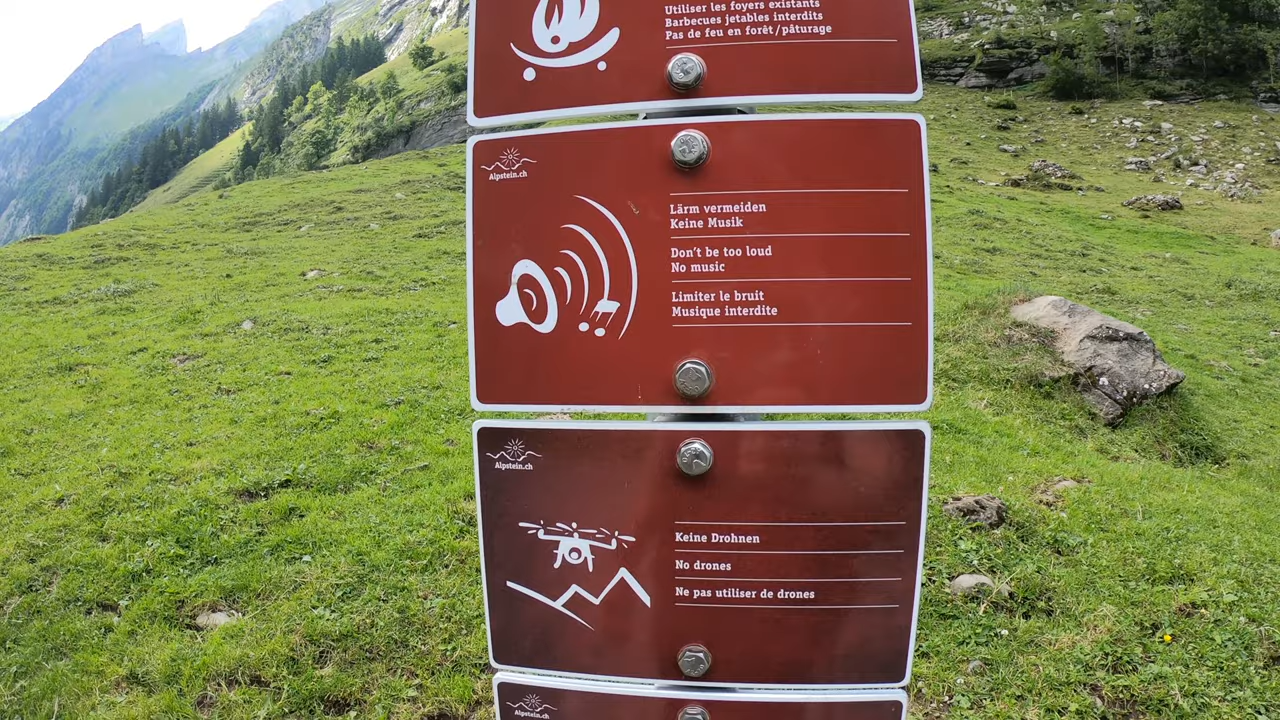 Utiliser les foyers existants
Barbecues jetables interdits
Pas de feu en forêt/pâturage
Alpstein.ch
Lärm vermeiden
Keine Musik
Don't be too loud
No music
Limiter le bruit
Musique interdite
Alpstein.ch
Keine Drohnen
No drones
Ne pas utiliser de drones
Alpstein.ch